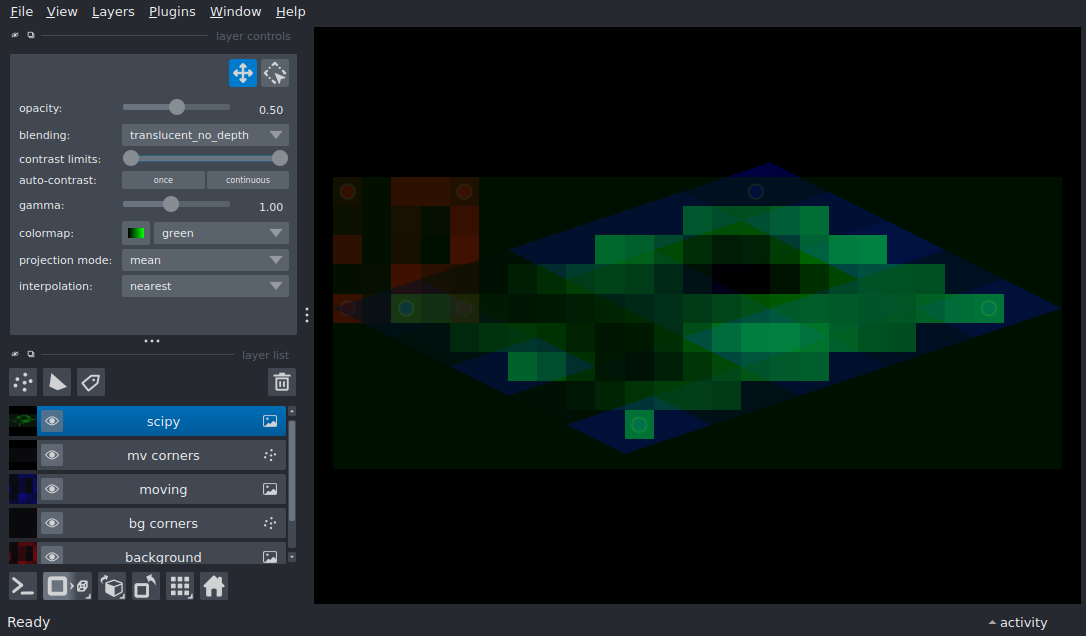 File View Layers Plugins Window Help
layer controls
opacity: 0.50
blending: translucent_no_depth
contrast limits:
auto-contrast: once continuous
gamma: 1.00
colormap: green
projection mode: mean
interpolation: nearest
layer list
scipy
mv corners
moving
bg corners
background
Ready activity